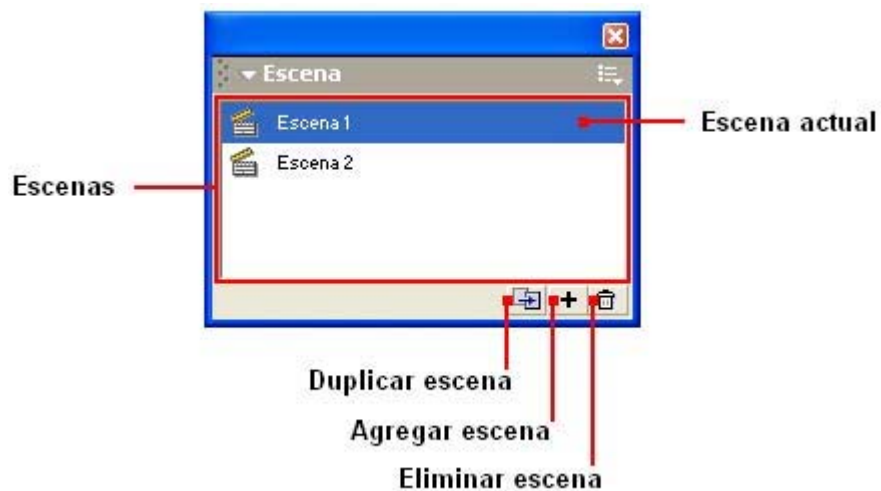 Escena
Escena 1
Escena actual
Escena 2
Escenas
Duplicar escena
Agregar escena
Eliminar escena